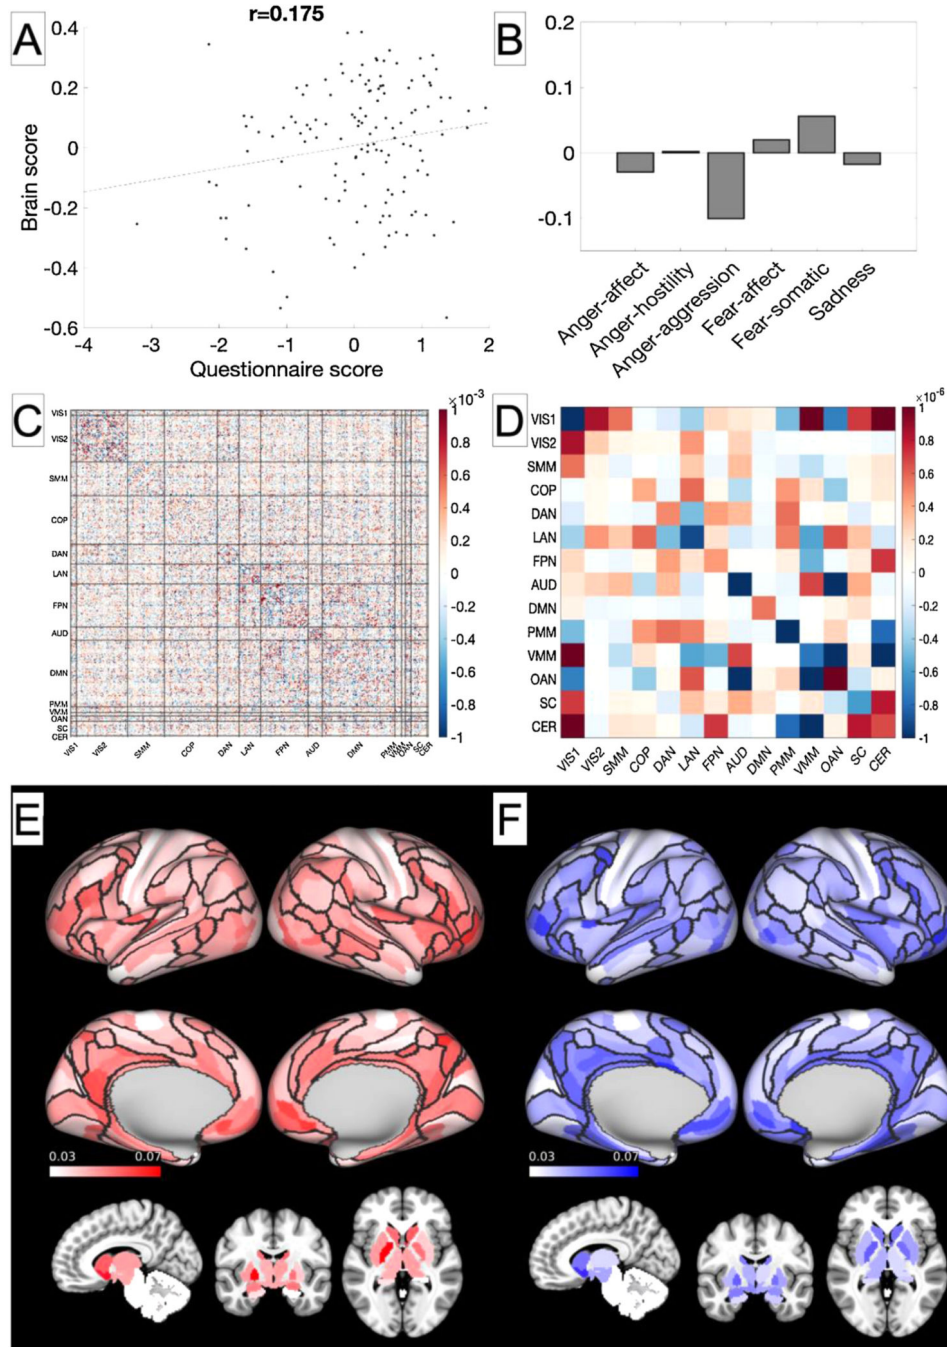 A
r=0.175
0.4
0.2
0
-0.2
-0.4
-0.6
Brain score
-4 -3 -2 -1 0 1 2
Questionnaire score
B
0.2
0.1
0
-0.1
Anger-affect
Anger-hostility
Anger-aggression
Fear-affect
Fear-somatic
Sadness
C
VIS1
VIS2
SMM
COP
DAN
LAN
FPN
AUD
DMN
PMM
VMM
OAN
SC
CER
VIS1 VIS2 SMM COP DAN LAN FPN AUD DMN PMM VMM OAN SC CER
×10⁻³
1
0.8
0.6
0.4
0.2
0
-0.2
-0.4
-0.6
-0.8
-1
D
VIS1
VIS2
SMM
COP
DAN
LAN
FPN
AUD
DMN
PMM
VMM
OAN
SC
CER
VIS1 VIS2 SMM COP DAN LAN FPN AUD DMN PMM VMM OAN SC CER
×10⁻⁶
1
0.8
0.6
0.4
0.2
0
-0.2
-0.4
-0.6
-0.8
-1
E
0.03 0.07
F
0.03 0.07